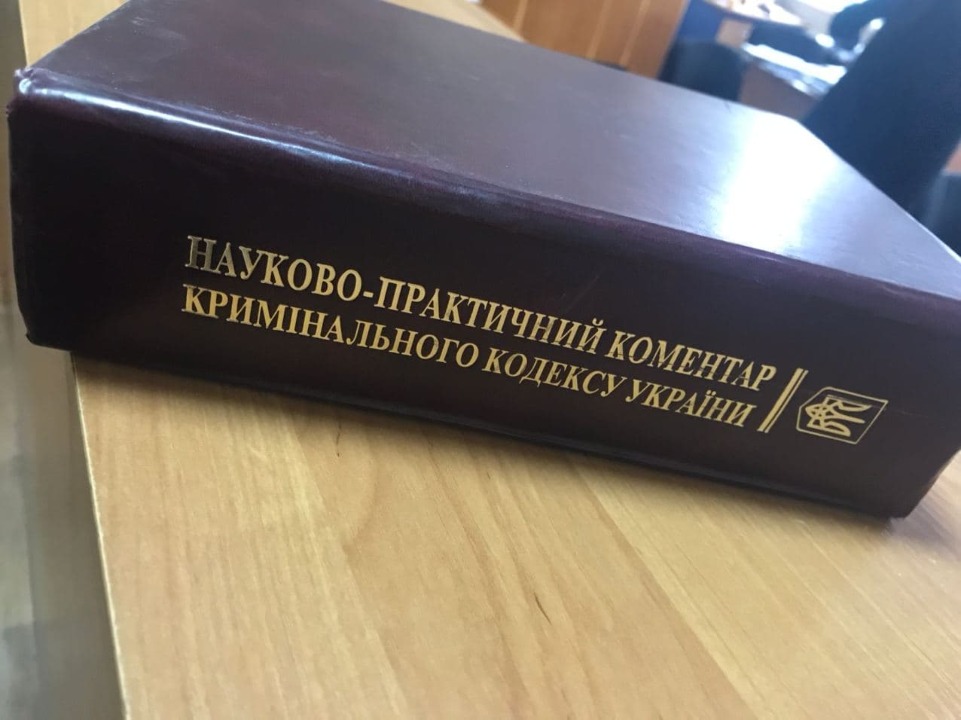 НАУКОВО-ПРАКТИЧНИЙ КОМЕНТАР
КРИМІНАЛЬНОГО КОДЕКСУ УКРАЇНИ